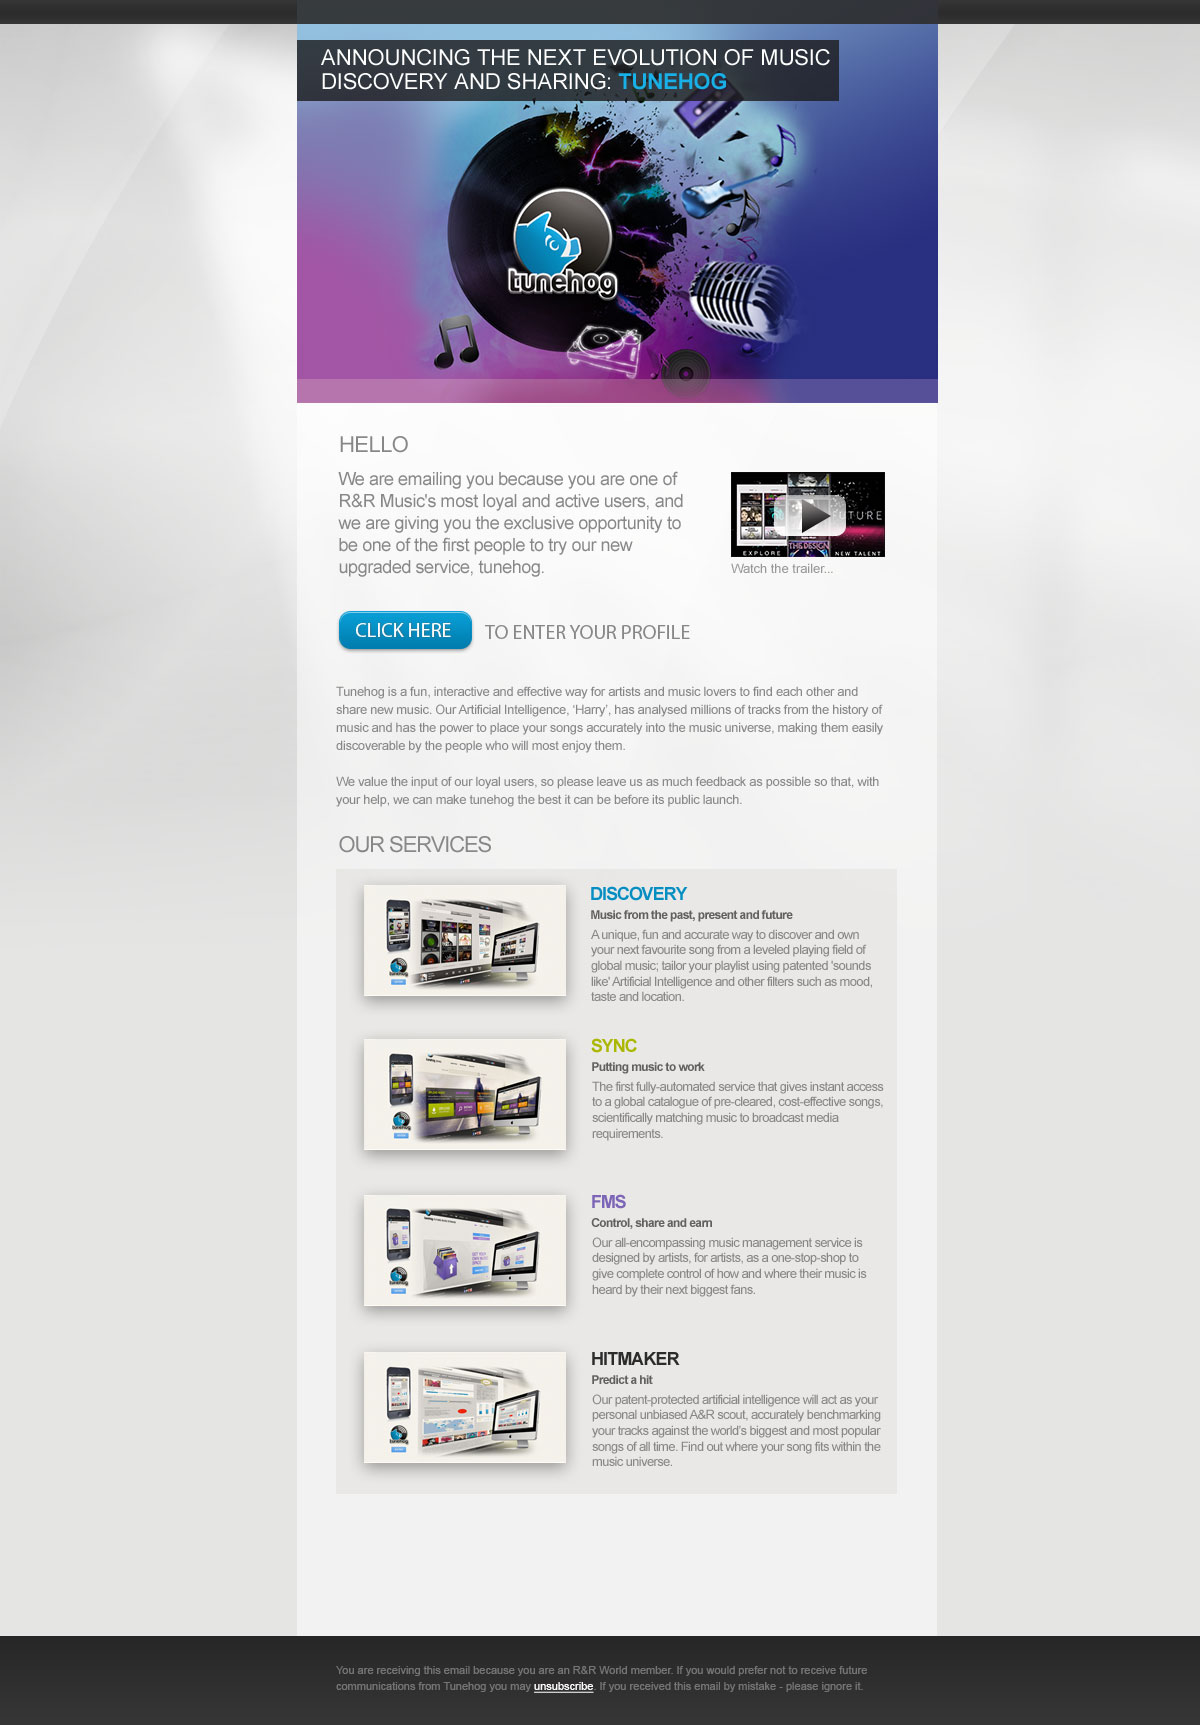 ANNOUNCING THE NEXT EVOLUTION OF MUSIC
DISCOVERY AND SHARING: TUNEHOG
tunehog
HELLO
We are emailing you because you are one of
R&R Music's most loyal and active users, and
we are giving you the exclusive opportunity to
be one of the first people to try our new
upgraded service, tunehog.
EXPLORE
NEW TALENT
Watch the trailer...
CLICK HERE TO ENTER YOUR PROFILE
Tunehog is a fun, interactive and effective way for artists and music lovers to find each other and
share new music. Our Artificial Intelligence, ‘Harry’, has analysed millions of tracks from the history of
music and has the power to place your songs accurately into the music universe, making them easily
discoverable by the people who will most enjoy them.
We value the input of our loyal users, so please leave us as much feedback as possible so that, with
your help, we can make tunehog the best it can be before its public launch.
OUR SERVICES
tunehog
DISCOVERY
Music from the past, present and future
A unique, fun and accurate way to discover and own
your next favourite song from a leveled playing field of
global music; tailor your playlist using patented 'sounds
like' Artificial Intelligence and other filters such as mood,
taste and location.
tunehog
SYNC
Putting music to work
The first fully-automated service that gives instant access
to a global catalogue of pre-cleared, cost-effective songs,
scientifically matching music to broadcast media
requirements.
tunehog
FMS
Control, share and earn
Our all-encompassing music management service is
designed by artists, for artists, as a one-stop-shop to
give complete control of how and where their music is
heard by their next biggest fans.
tunehog
HITMAKER
Predict a hit
Our patent-protected artificial intelligence will act as your
personal unbiased A&R scout, accurately benchmarking
your tracks against the world's biggest and most popular
songs of all time. Find out where your song fits within the
music universe.
You are receiving this email because you are an R&R World member. If you would prefer not to receive future
communications from Tunehog you may unsubscribe. If you received this email by mistake - please ignore it.